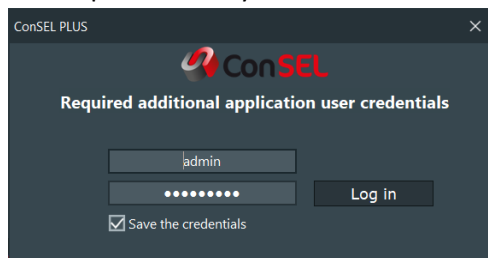 ConSEL PLUS
ConSEL
Required additional application user credentials
admin
•••••••••
Log in
Save the credentials